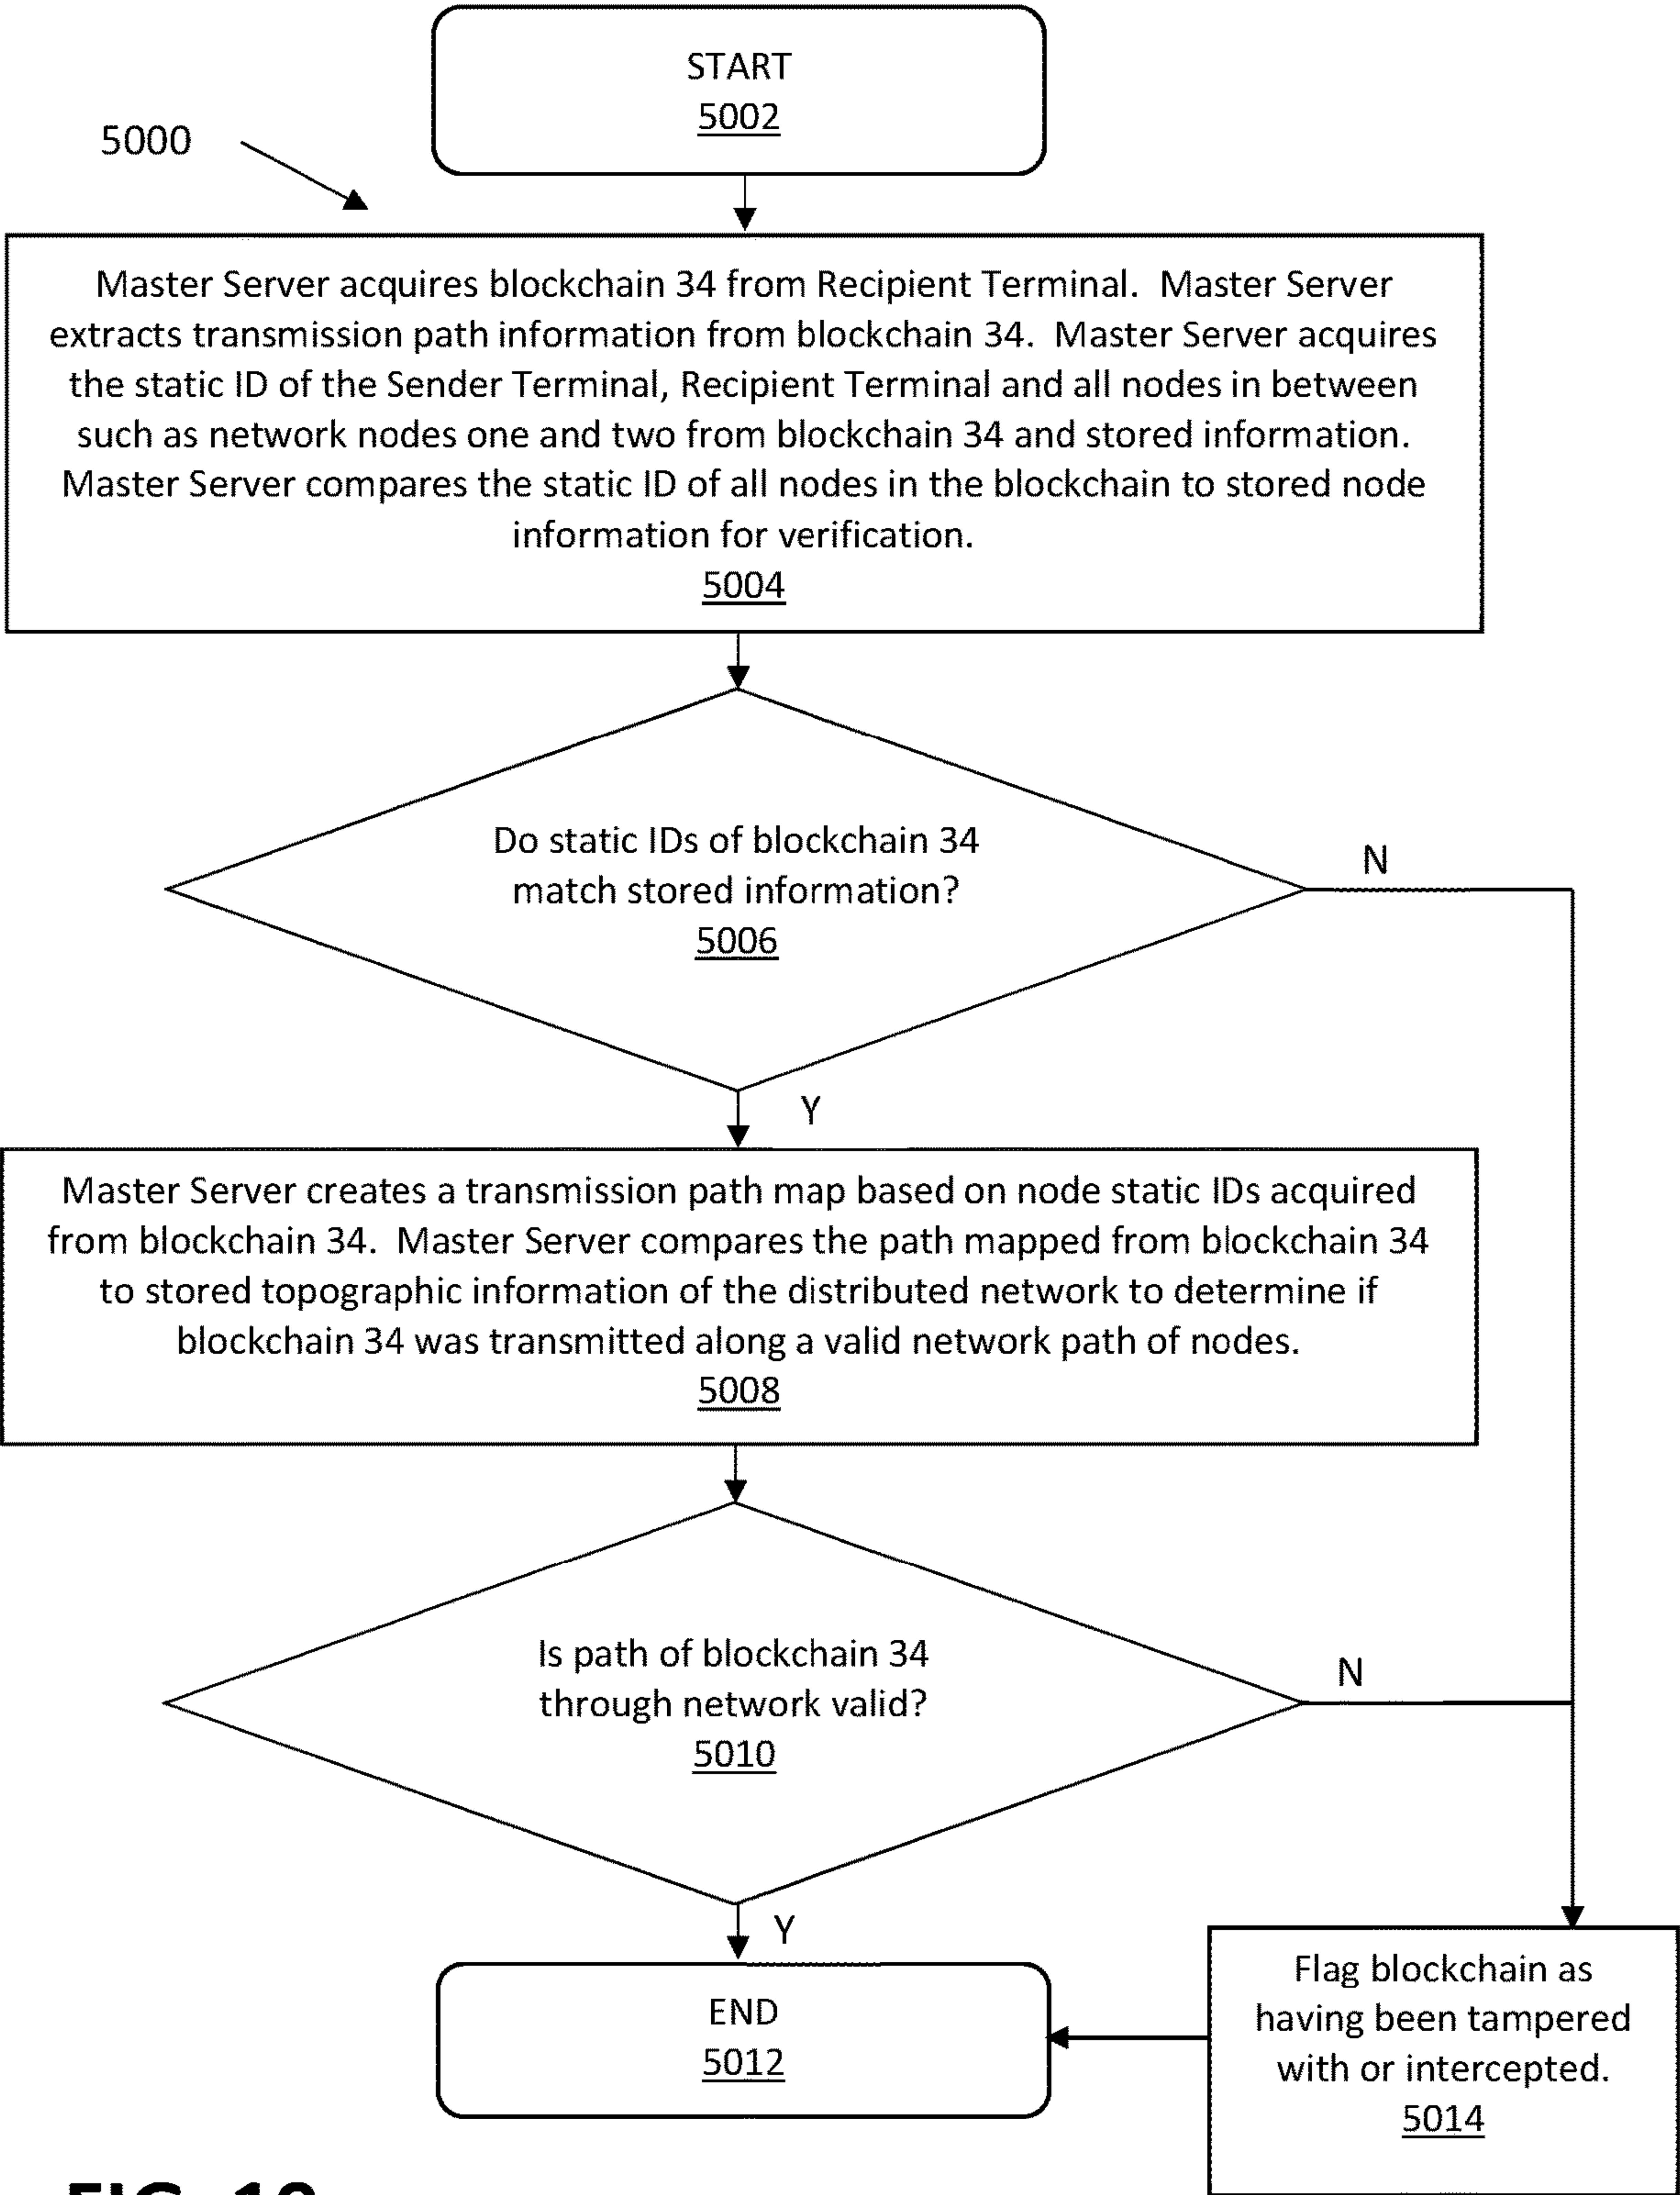 START
5002
5000
Master Server acquires blockchain 34 from Recipient Terminal.  Master Server
extracts transmission path information from blockchain 34.  Master Server acquires
the static ID of the Sender Terminal, Recipient Terminal and all nodes in between
such as network nodes one and two from blockchain 34 and stored information.
Master Server compares the static ID of all nodes in the blockchain to stored node
information for verification.
5004
Do static IDs of blockchain 34
match stored information?
5006
N
Y
Master Server creates a transmission path map based on node static IDs acquired
from blockchain 34.  Master Server compares the path mapped from blockchain 34
to stored topographic information of the distributed network to determine if
blockchain 34 was transmitted along a valid network path of nodes.
5008
Is path of blockchain 34
through network valid?
5010
N
Y
END
5012
Flag blockchain as
having been tampered
with or intercepted.
5014